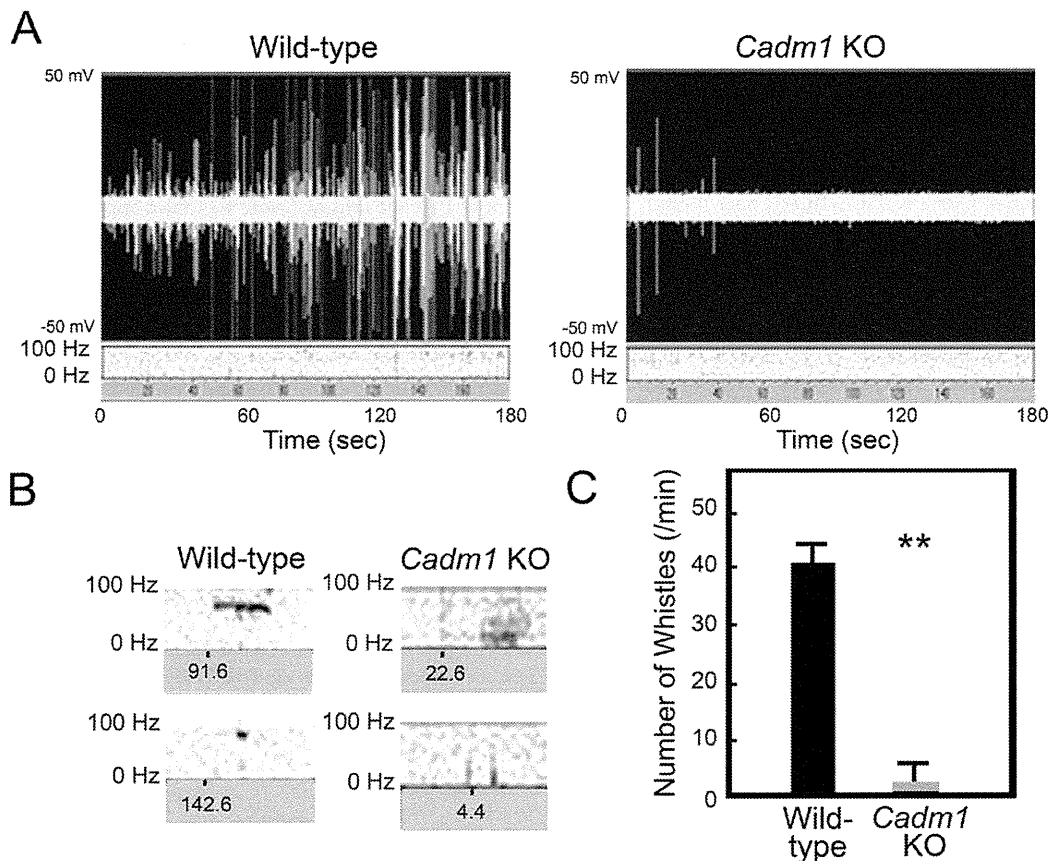 A
Wild-type
Cadm1 KO
50 mV
-50 mV
100 Hz
0 Hz
0 60 120 180
Time (sec)
50 mV
-50 mV
100 Hz
0 Hz
0 60 120 180
Time (sec)
B
Wild-type
Cadm1 KO
100 Hz
0 Hz
91.6
100 Hz
0 Hz
22.6
100 Hz
0 Hz
142.6
100 Hz
0 Hz
4.4
C
Number of Whistles (/min)
50
40
30
20
10
0
**
Wild-
type
Cadm1
KO